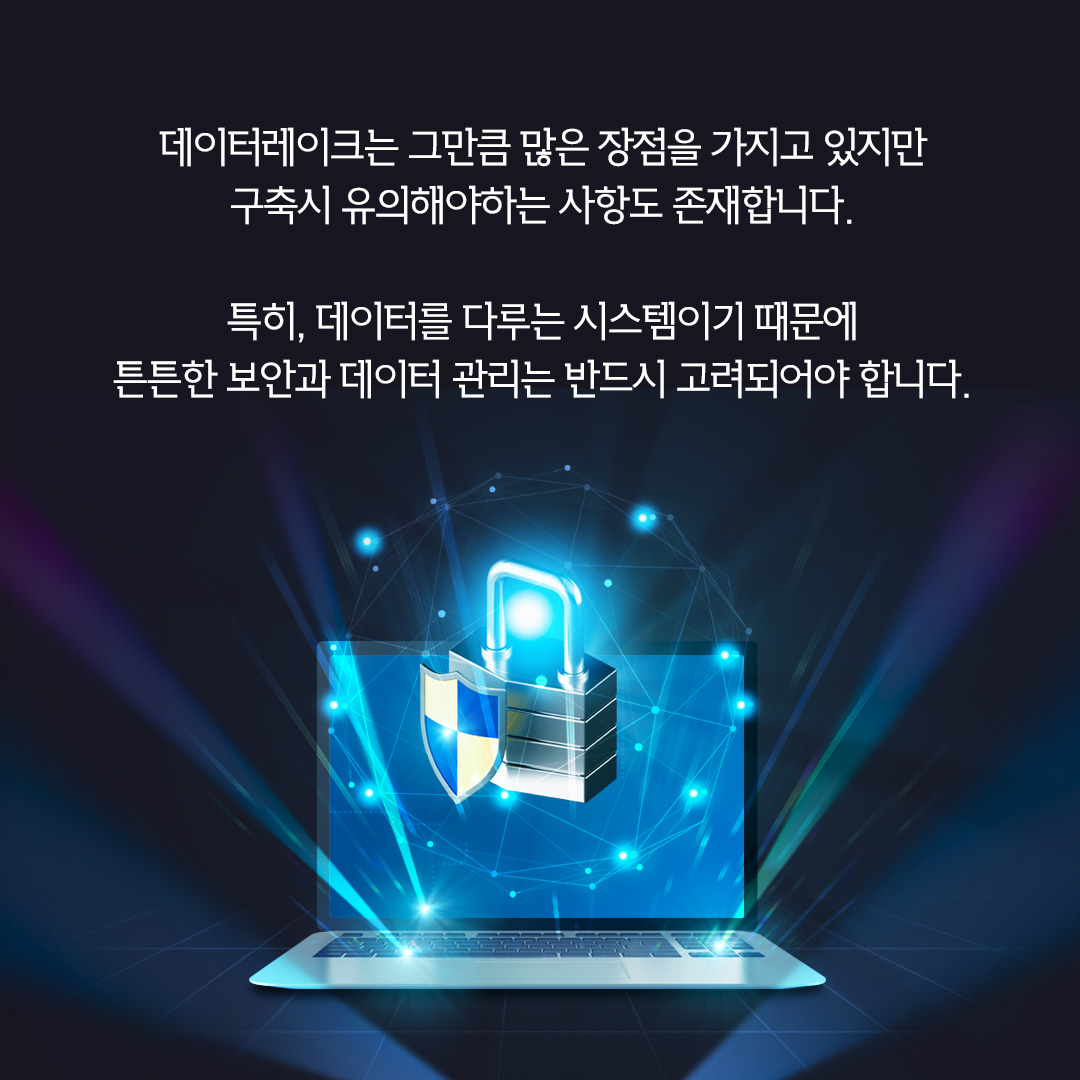 데이터레이크는 그만큼 많은 장점을 가지고 있지만
구축시 유의해야하는 사항도 존재합니다.
특히, 데이터를 다루는 시스템이기 때문에
튼튼한 보안과 데이터 관리는 반드시 고려되어야 합니다.